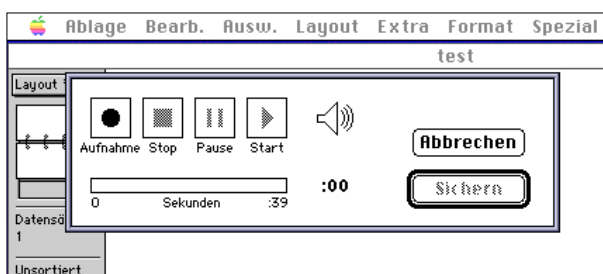 Ablage Bearb. Ausw. Layout Extra Format Spezial
test
Layout
Aufnahme Stop Pause Start
Abbrechen
:00
Sichern
0 Sekunden :39
1
Unsortiert